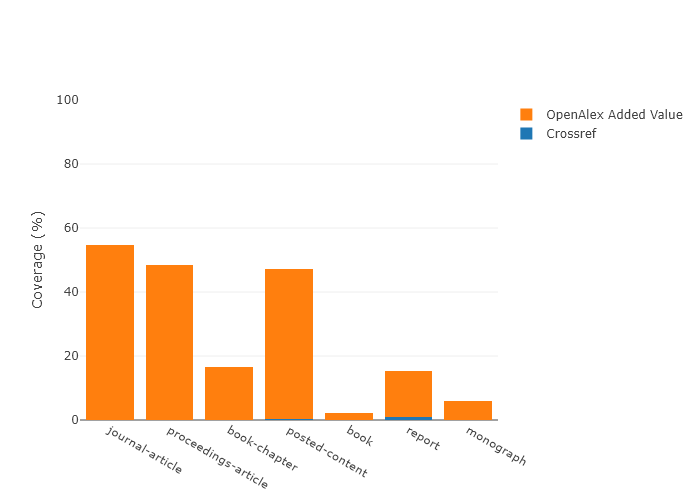 100
80
60
40
20
0
Coverage (%)
OpenAlex Added Value
Crossref
journal-article
proceedings-article
book-chapter
posted-content
book
report
monograph